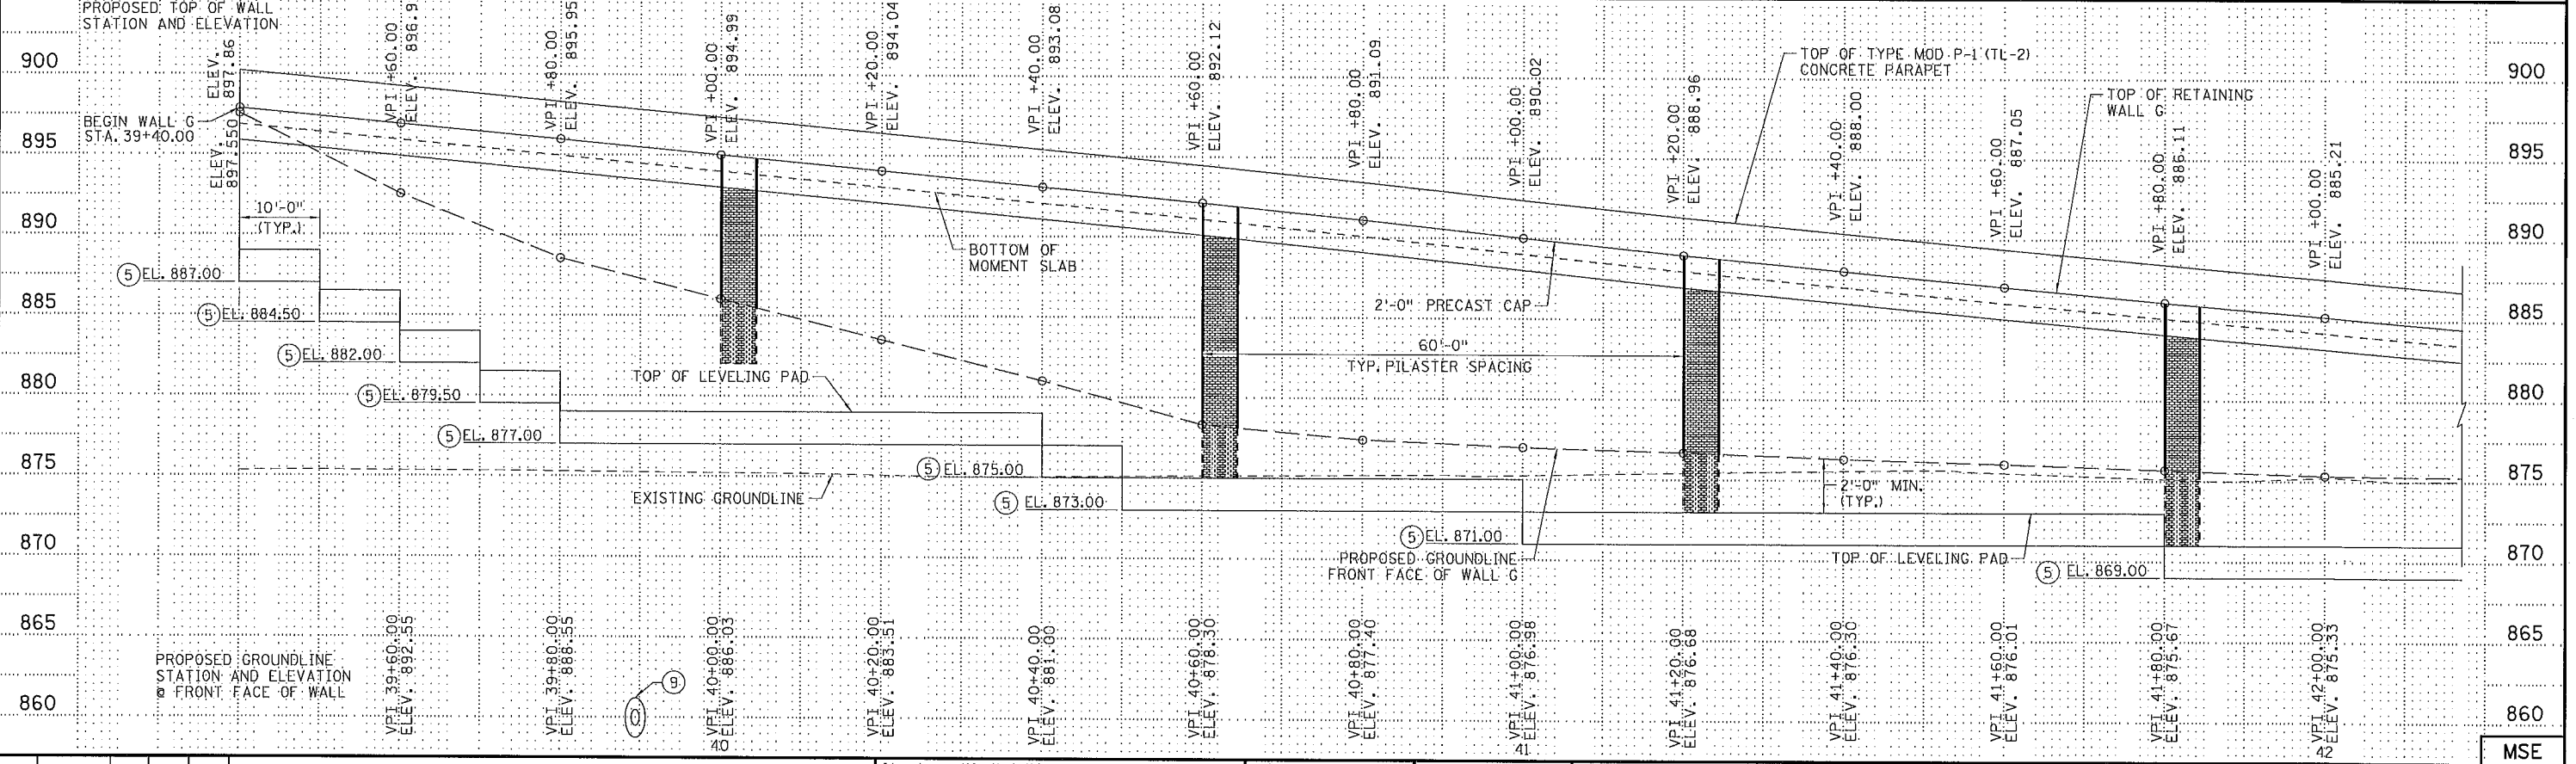 PROPOSED TOP OF WALL
STATION AND ELEVATION
ELEV.
897.86
VPI +60.00
ELEV. 896.9
VPI +80.00
ELEV. 895.95
VPI +00.00
ELEV. 894.99
VPI +20.00
ELEV. 894.04
VPI +40.00
ELEV. 893.08
VPI +60.00
ELEV. 892.12
VPI +80.00
ELEV. 891.09
VPI +00.00
ELEV. 890.02
VPI +20.00
ELEV. 888.96
VPI +40.00
ELEV. 888.00
VPI +60.00
ELEV. 887.05
VPI +80.00
ELEV. 886.11
VPI +00.00
ELEV. 885.21
900
895
890
885
880
875
870
865
860
900
895
890
885
880
875
870
865
860
BEGIN WALL G
STA. 39+40.00
ELEV.
897.550
10'-0"
(TYP.)
TOP OF TYPE MOD P-1 (TL-2)
CONCRETE PARAPET
TOP OF RETAINING
WALL G
BOTTOM OF
MOMENT SLAB
2'-0" PRECAST CAP
60'-0"
TYP. PILASTER SPACING
5 EL. 887.00
5 EL. 884.50
5 EL. 882.00
5 EL. 879.50
5 EL. 877.00
5 EL. 875.00
5 EL. 873.00
5 EL. 871.00
5 EL. 869.00
TOP OF LEVELING PAD
EXISTING GROUNDLINE
2'-0" MIN.
(TYP.)
PROPOSED GROUNDLINE
FRONT FACE OF WALL G
TOP OF LEVELING PAD
PROPOSED GROUNDLINE
STATION AND ELEVATION
@ FRONT FACE OF WALL
9
VPI 39+60.00
ELEV. 892.55
VPI 39+80.00
ELEV. 888.55
VPI 40+00.00
ELEV. 886.03
VPI 40+20.00
ELEV. 883.51
VPI 40+40.00
ELEV. 881.00
VPI 40+60.00
ELEV. 878.30
VPI 40+80.00
ELEV. 877.40
VPI 41+00.00
ELEV. 876.98
VPI 41+20.00
ELEV. 876.68
VPI 41+40.00
ELEV. 876.30
VPI 41+60.00
ELEV. 876.01
VPI 41+80.00
ELEV. 875.67
VPI 42+00.00
ELEV. 875.33
40
41
42
MSE